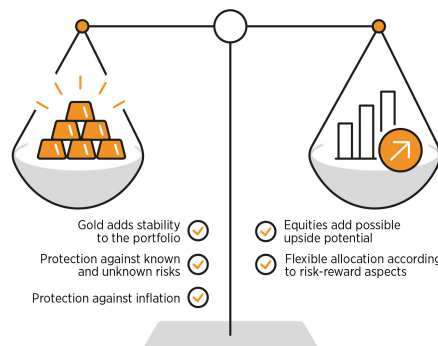 Gold adds stability
to the portfolio
Protection against known
and unknown risks
Protection against inflation
Equities add possible
upside potential
Flexible allocation according
to risk-reward aspects